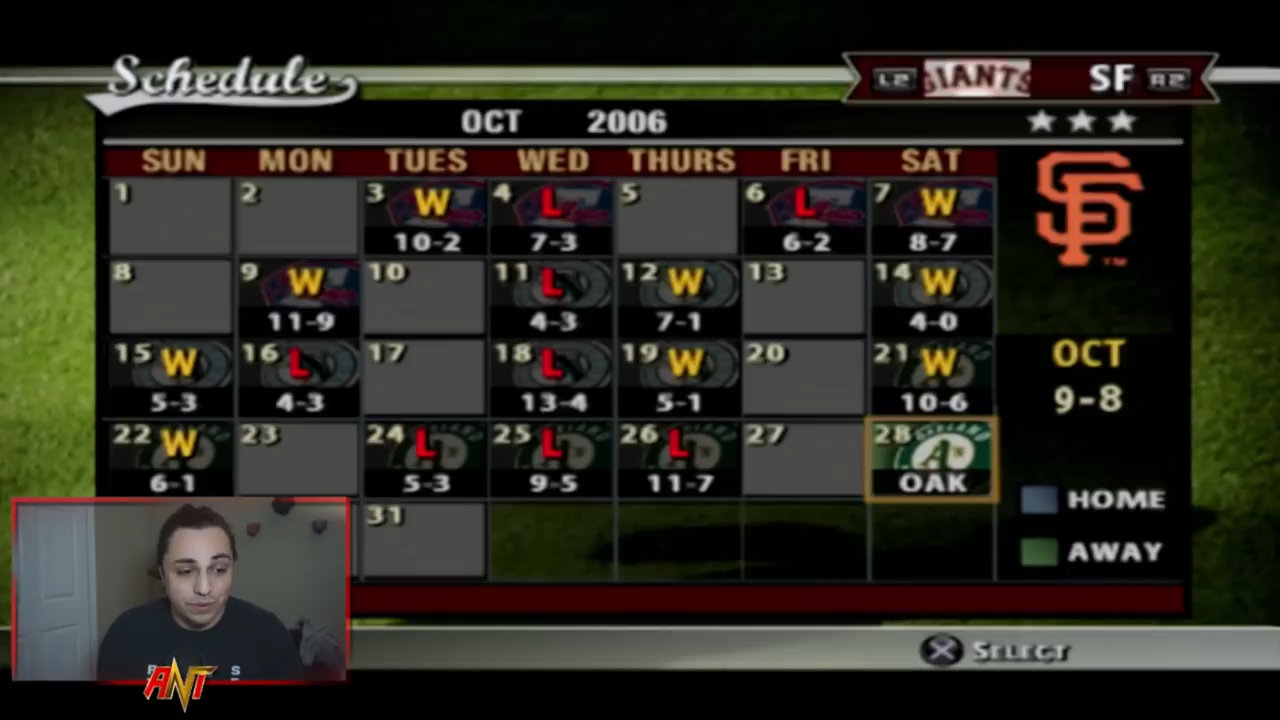 Schedule
L2 GIANTS SF R2
OCT 2006
SUN MON TUES WED THURS FRI SAT
1 2 3 W 4 L 5 6 L 7 W
10-2 7-3 6-2 8-7
8 9 W 10 11 L 12 W 13 14 W
11-9 4-3 7-1 4-0
15 W 16 L 17 18 L 19 W 20 21 W
5-3 4-3 13-4 5-1 10-6
22 W 23 24 L 25 L 26 L 27 28 A's
6-1 5-3 9-5 11-7 OAK
31
SF
TM
OCT
9-8
HOME
AWAY
SELECT
ANT